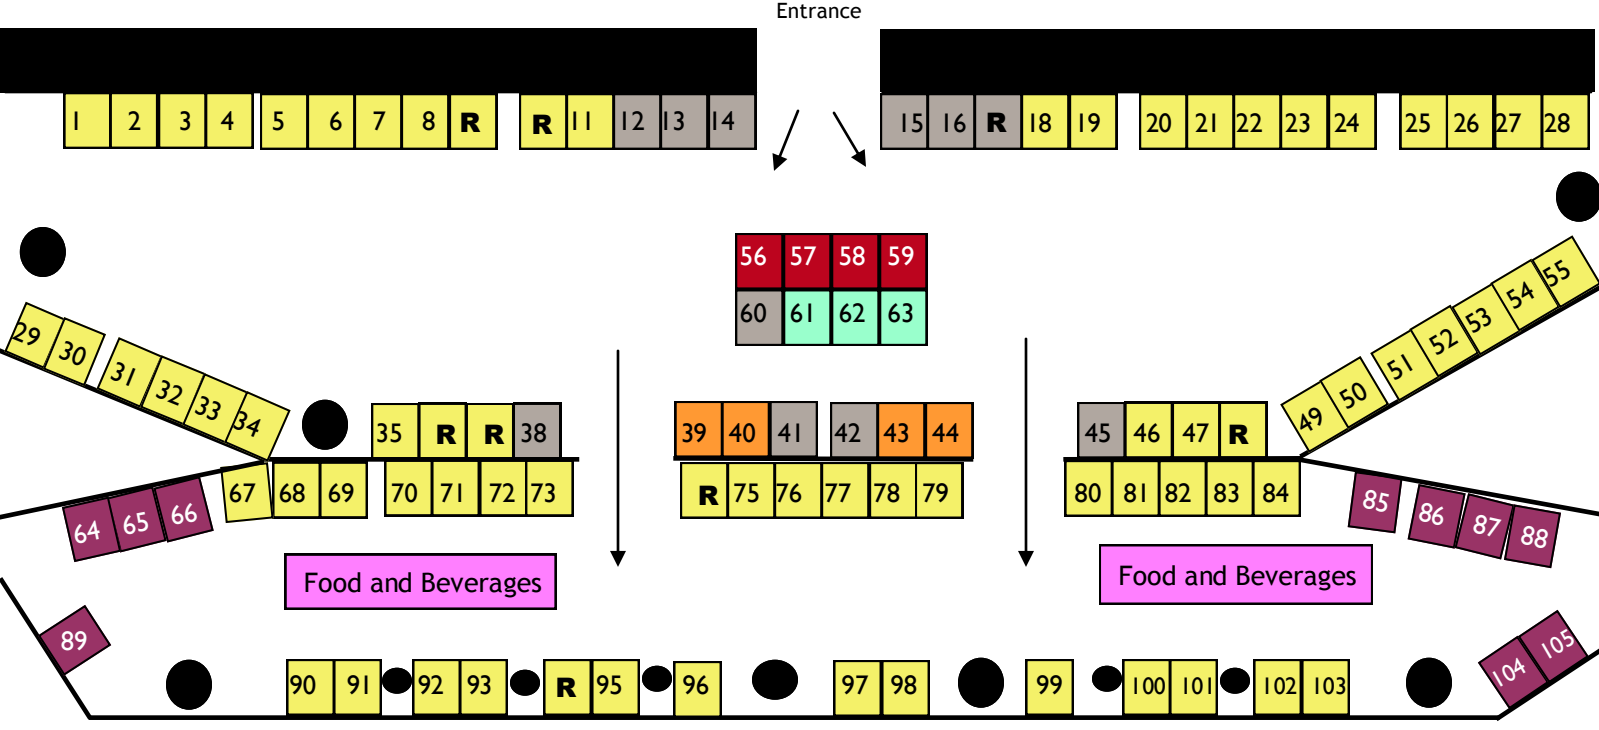 Entrance
1 2 3 4 5 6 7 8 R R 11 12 13 14 15 16 R 18 19 20 21 22 23 24 25 26 27 28
56 57 58 59
60 61 62 63
29 30 31 32 33 34
49 50 51 52 53 54 55
35 R R 38 39 40 41 42 43 44 45 46 47 R
64 65 66 67 68 69 70 71 72 73 R 75 76 77 78 79 80 81 82 83 84 85 86 87 88
Food and Beverages
Food and Beverages
89 90 91 92 93 R 95 96 97 98 99 100 101 102 103 104 105